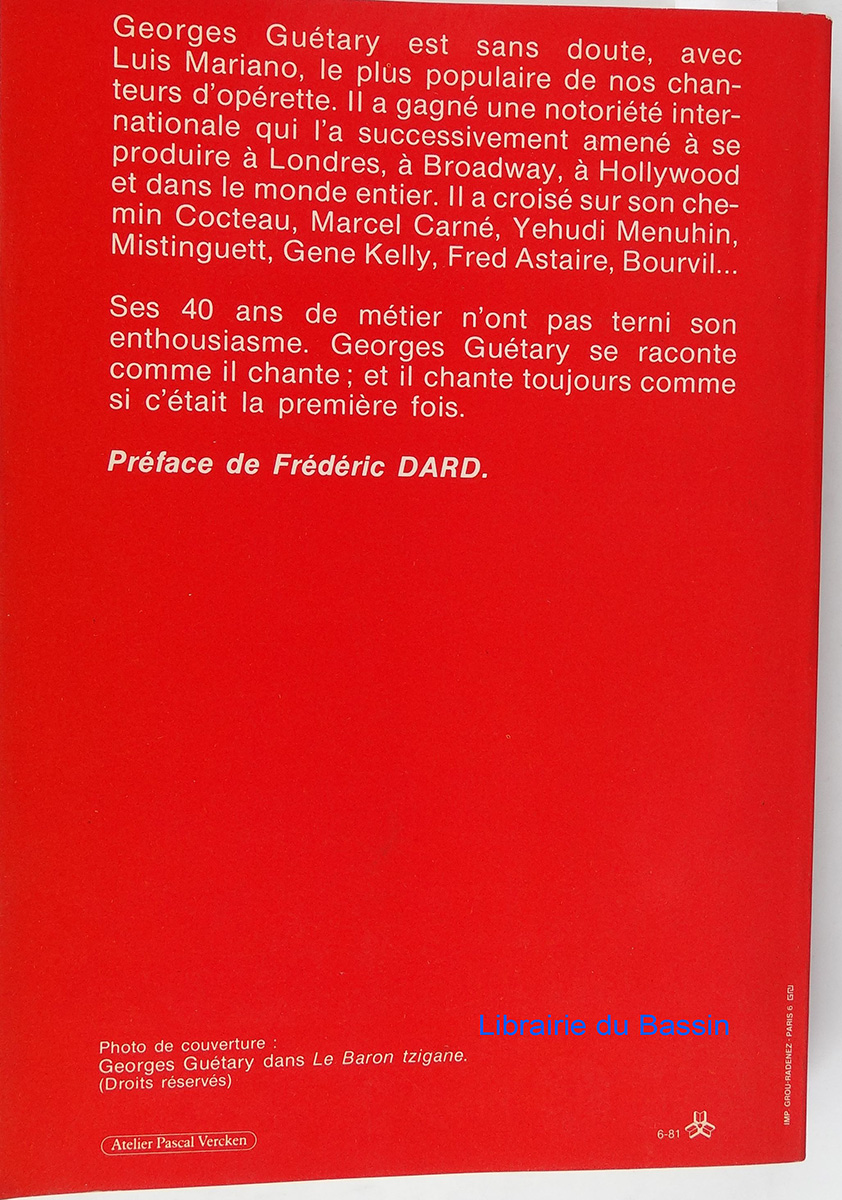 Georges Guétary est sans doute, avec
Luis Mariano, le plus populaire de nos chan-
teurs d'opérette. Il a gagné une notoriété inter-
nationale qui l'a successivement amené à se
produire à Londres, à Broadway, à Hollywood
et dans le monde entier. Il a croisé sur son che-
min Cocteau, Marcel Carné, Yehudi Menuhin,
Mistinguett, Gene Kelly, Fred Astaire, Bourvil...
Ses 40 ans de métier n'ont pas terni son
enthousiasme. Georges Guétary se raconte
comme il chante ; et il chante toujours comme
si c'était la première fois.
Préface de Frédéric DARD.
Librairie du Bassin
Photo de couverture :
Georges Guétary dans Le Baron tzigane.
(Droits réservés)
Atelier Pascal Vercken
6-81
IMP. GROU-RADENEZ - PARIS 6